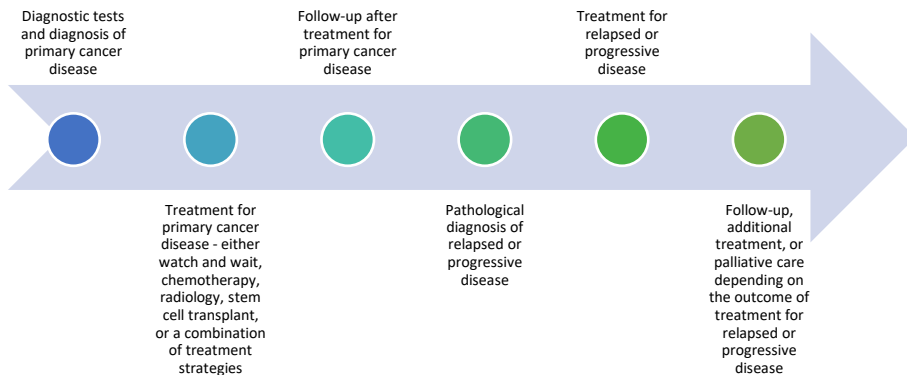 Diagnostic tests
and diagnosis of
primary cancer
disease
Treatment for
primary cancer
disease - either
watch and wait,
chemotherapy,
radiology, stem
cell transplant,
or a combination
of treatment
strategies
Follow-up after
treatment for
primary cancer
disease
Pathological
diagnosis of
relapsed or
progressive
disease
Treatment for
relapsed or
progressive
disease
Follow-up,
additional
treatment, or
palliative care
depending on
the outcome of
treatment for
relapsed or
progressive
disease